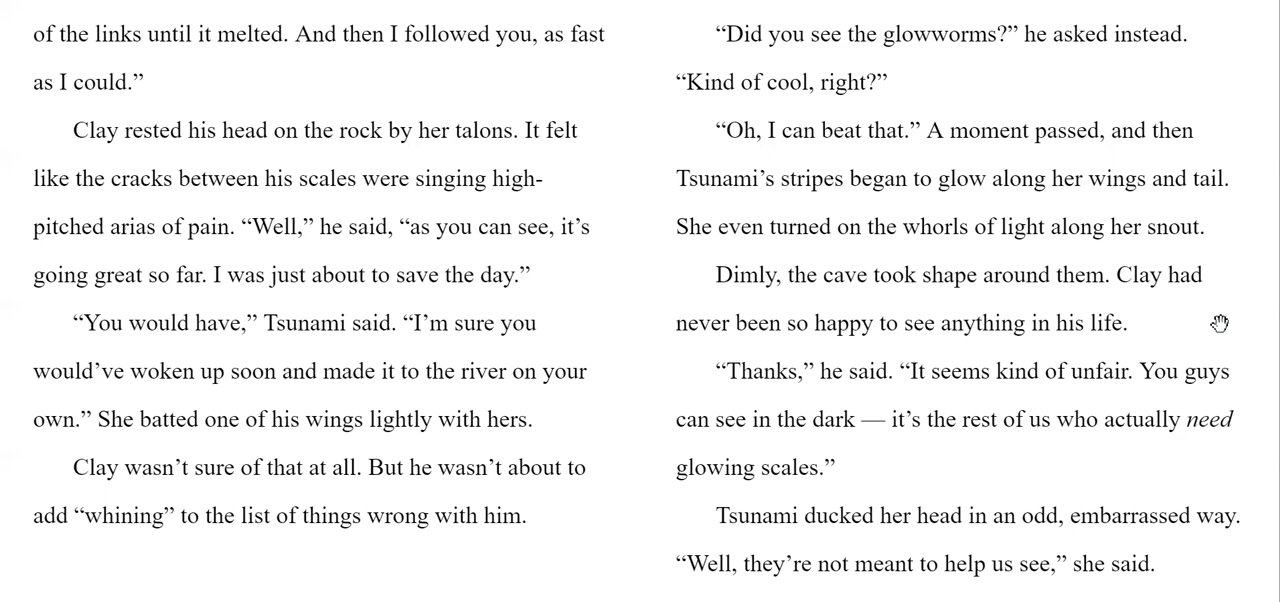 of the links until it melted. And then I followed you, as fast
as I could.”
Clay rested his head on the rock by her talons. It felt
like the cracks between his scales were singing high-
pitched arias of pain. “Well,” he said, “as you can see, it’s
going great so far. I was just about to save the day.”
“You would have,” Tsunami said. “I’m sure you
would’ve woken up soon and made it to the river on your
own.” She batted one of his wings lightly with hers.
Clay wasn’t sure of that at all. But he wasn’t about to
add “whining” to the list of things wrong with him.
“Did you see the glowworms?” he asked instead.
“Kind of cool, right?”
“Oh, I can beat that.” A moment passed, and then
Tsunami’s stripes began to glow along her wings and tail.
She even turned on the whorls of light along her snout.
Dimly, the cave took shape around them. Clay had
never been so happy to see anything in his life.
“Thanks,” he said. “It seems kind of unfair. You guys
can see in the dark — it’s the rest of us who actually need
glowing scales.”
Tsunami ducked her head in an odd, embarrassed way.
“Well, they’re not meant to help us see,” she said.